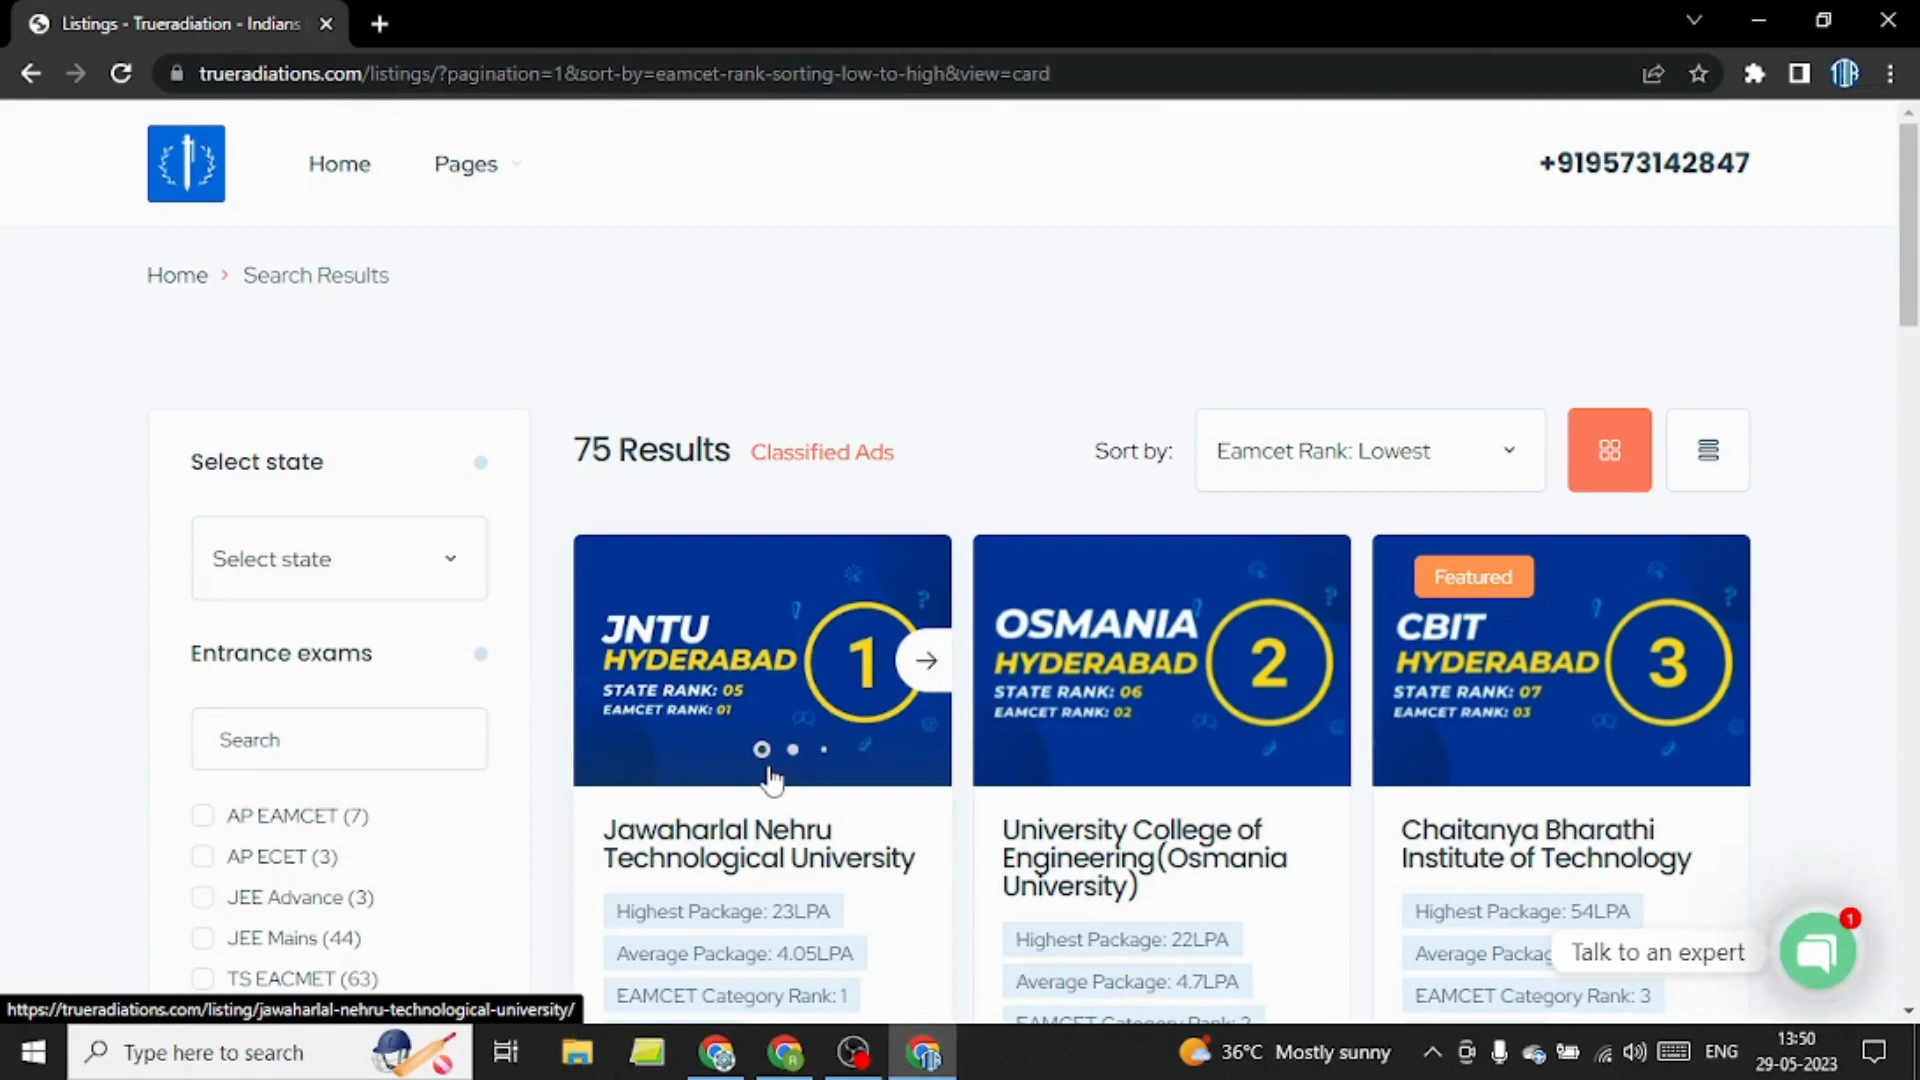 Listings - Trueradiation - Indians
trueradiations.com/listings/?pagination=1&sort-by=eamcet-rank-sorting-low-to-high&view=card
Home
Pages
+919573142847
Home > Search Results
Select state
Select state
Entrance exams
Search
AP EAMCET (7)
AP ECET (3)
JEE Advance (3)
JEE Mains (44)
TS EACMET (63)
75 Results
Classified Ads
Sort by:
Eamcet Rank: Lowest
JNTU
HYDERABAD
STATE RANK: 05
EAMCET RANK: 01
1
Jawaharlal Nehru
Technological University
Highest Package: 23LPA
Average Package: 4.05LPA
EAMCET Category Rank: 1
OSMANIA
HYDERABAD
STATE RANK: 06
EAMCET RANK: 02
2
University College of
Engineering(Osmania
University)
Highest Package: 22LPA
Average Package: 4.7LPA
EAMCET Category Rank: 2
Featured
CBIT
HYDERABAD
STATE RANK: 07
EAMCET RANK: 03
3
Chaitanya Bharathi
Institute of Technology
Highest Package: 54LPA
Average
EAMCET Category Rank: 3
Talk to an expert
1
https://trueradiations.com/listing/jawaharlal-nehru-technological-university/
Type here to search
36°C Mostly sunny
ENG
13:50
29-05-2023